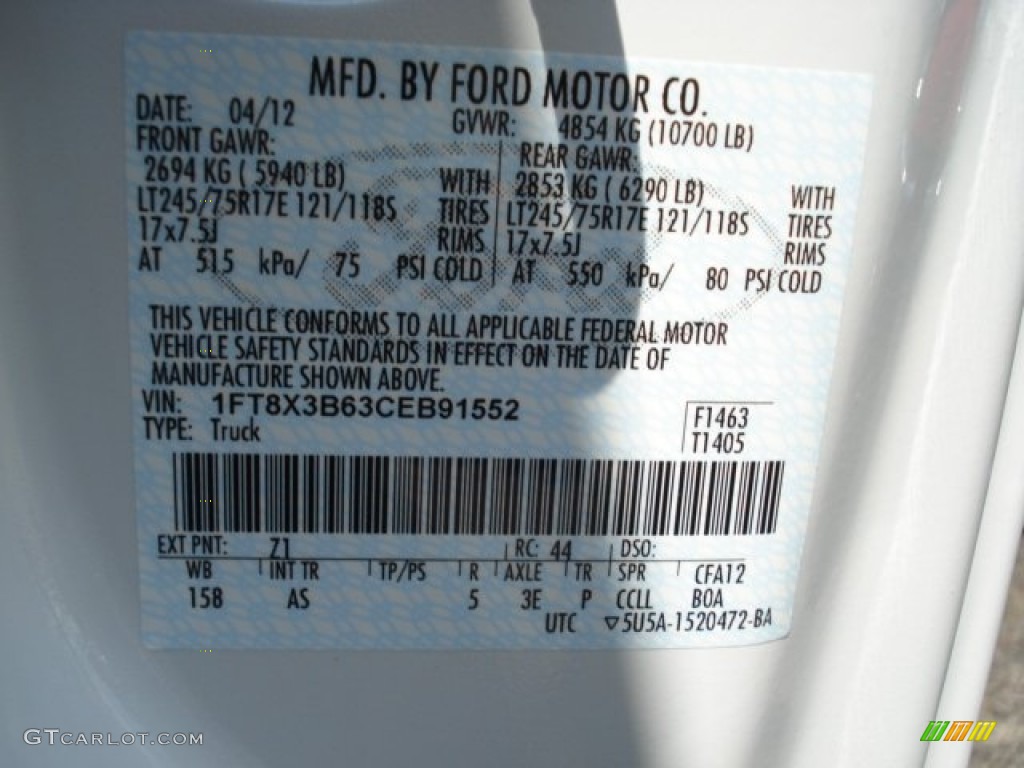 MFD. BY FORD MOTOR CO.
DATE: 04/12 GVWR: 4854 KG (10700 LB)
FRONT GAWR: REAR GAWR:
2694 KG ( 5940 LB) WITH 2853 KG ( 6290 LB) WITH
LT245/75R17E 121/118S TIRES LT245/75R17E 121/118S TIRES
17x7.5J RIMS 17x7.5J RIMS
AT 515 kPa/ 75 PSI COLD AT 550 kPa/ 80 PSI COLD
THIS VEHICLE CONFORMS TO ALL APPLICABLE FEDERAL MOTOR
VEHICLE SAFETY STANDARDS IN EFFECT ON THE DATE OF
MANUFACTURE SHOWN ABOVE.
VIN: 1FT8X3B63CEB91552 F1463
TYPE: Truck T1405
EXT PNT: Z1 RC: 44 DSO:
WB INT TR TP/PS R AXLE TR SPR CFA12
158 AS 5 3E P CCLL BOA
UTC ▽5U5A-1520472-BA
GTCARLOT.COM